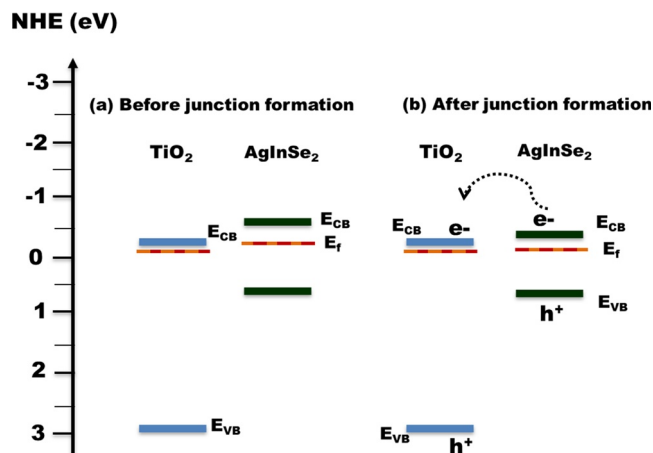 NHE (eV)
-3
(a) Before junction formation
(b) After junction formation
-2
TiO2
AgInSe2
TiO2
AgInSe2
-1
ECB
ECB
ECB
e-
e-
ECB
0
Ef
Ef
1
EVB
h+
2
3
EVB
EVB
h+